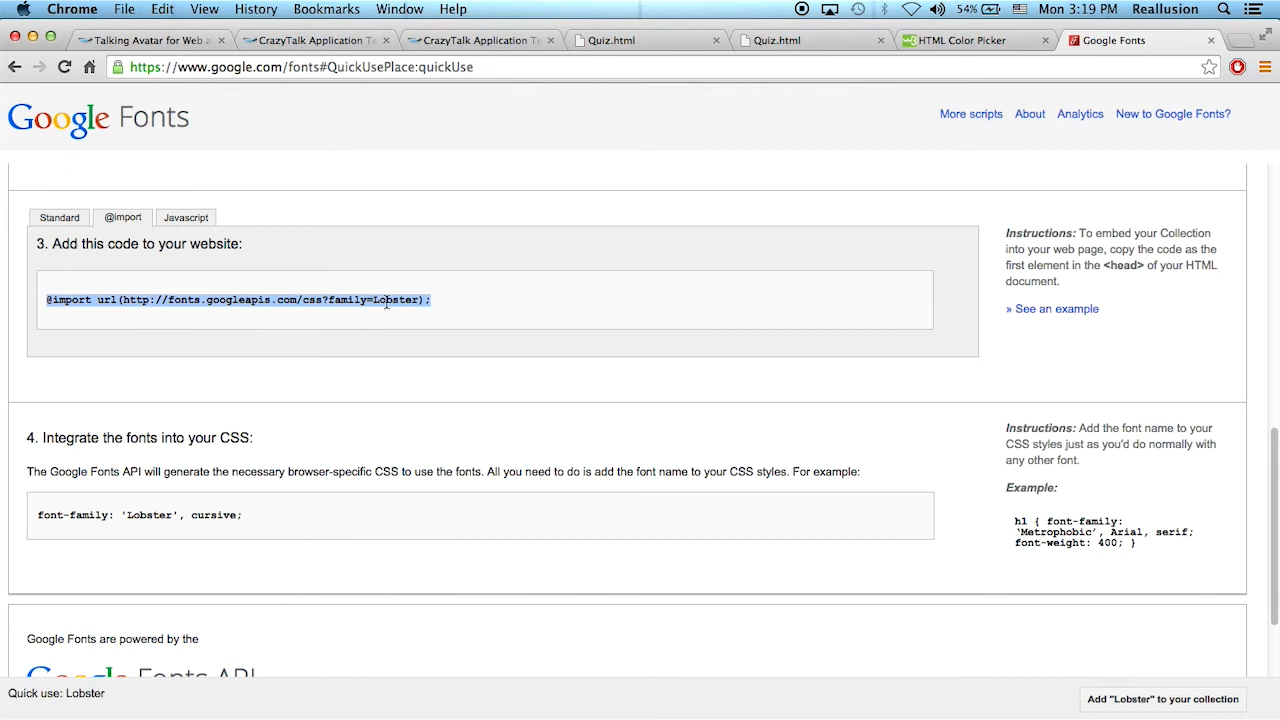 Chrome File Edit View History Bookmarks Window Help 54% Mon 3:19 PM Reallusion
Talking Avatar for Web a CrazyTalk Application Te CrazyTalk Application Te Quiz.html Quiz.html HTML Color Picker Google Fonts
https://www.google.com/fonts#QuickUsePlace:quickUse
Google Fonts
More scripts About Analytics New to Google Fonts?
Standard @import Javascript
3. Add this code to your website:
@import url(http://fonts.googleapis.com/css?family=Lobster);
Instructions: To embed your Collection
into your web page, copy the code as the
first element in the <head> of your HTML
document.
» See an example
4. Integrate the fonts into your CSS:
The Google Fonts API will generate the necessary browser-specific CSS to use the fonts. All you need to do is add the font name to your CSS styles. For example:
font-family: 'Lobster', cursive;
Instructions: Add the font name to your
CSS styles just as you'd do normally with
any other font.
Example:
h1 { font-family:
'Metrophobic', Arial, serif;
font-weight: 400; }
Google Fonts are powered by the
Google Fonts API
Quick use: Lobster
Add "Lobster" to your collection